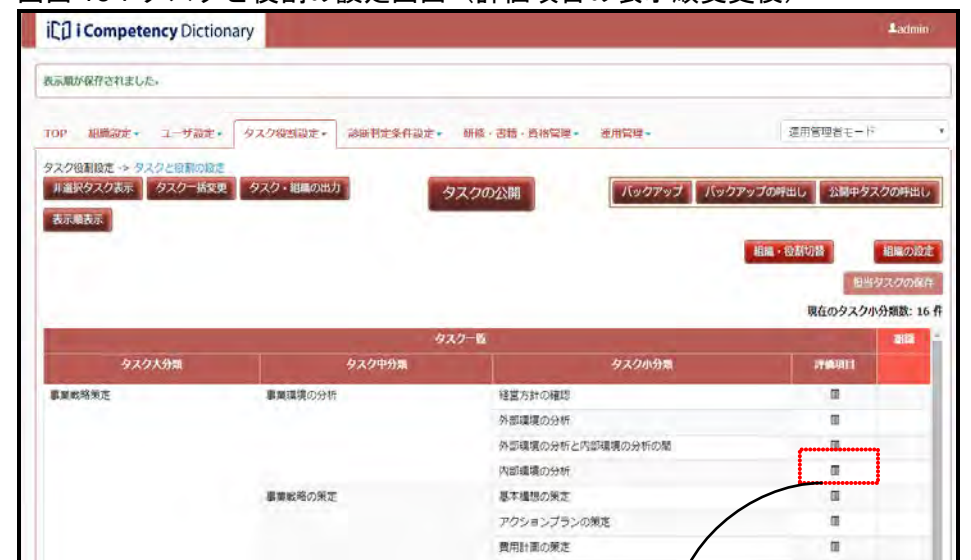 iCD i Competency Dictionary
admin
表示順が保存されました。
TOP 組織設定 ユーザ設定 タスク役割設定 診断判定条件設定 研修・書籍・資格管理 運用管理 運用管理者モード
タスク役割設定 -> タスクと役割の設定
非選択タスク表示 タスク一括変更 タスク・組織の出力 タスクの公開 バックアップ バックアップの呼出し 公開中タスクの呼出し
表示順表示
組織・役割切替 組織の設定
担当タスクの保存
現在のタスク小分類数: 16 件
タスク一覧 削除
タスク大分類 タスク中分類 タスク小分類 評価項目
事業戦略策定 事業環境の分析 経営方針の確認
外部環境の分析
外部環境の分析と内部環境の分析の間
内部環境の分析
事業戦略の策定 基本構想の策定
アクションプランの策定
費用計画の策定